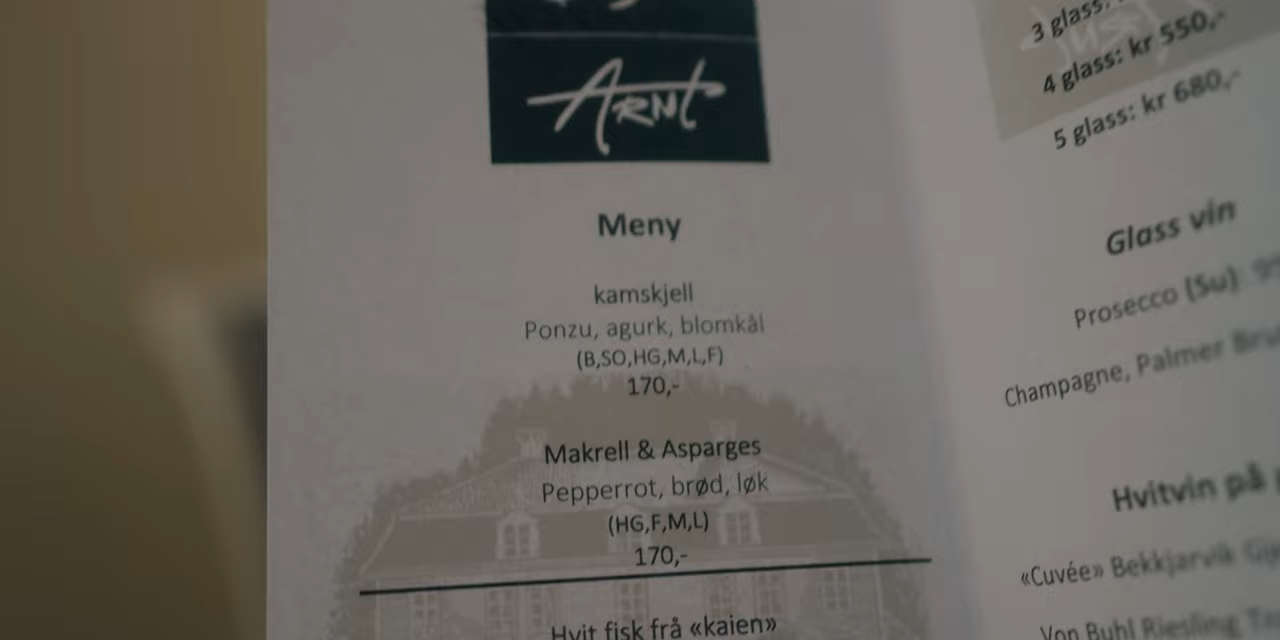 ARNt
Meny
kamskjell
Ponzu, agurk, blomkål
(B,SO,HG,M,L,F)
170,-
Makrell & Asparges
Pepperrot, brød, løk
(HG,F,M,L)
170,-
Hvit fisk frå «kaien»
3 glass:
4 glass: kr 550,-
5 glass: kr 680,-
Glass vin
Prosecco (Su)
Champagne, Palmer
Hvitvin på
«Cuvée» Bekkjarvik
Von Buhl Riesling